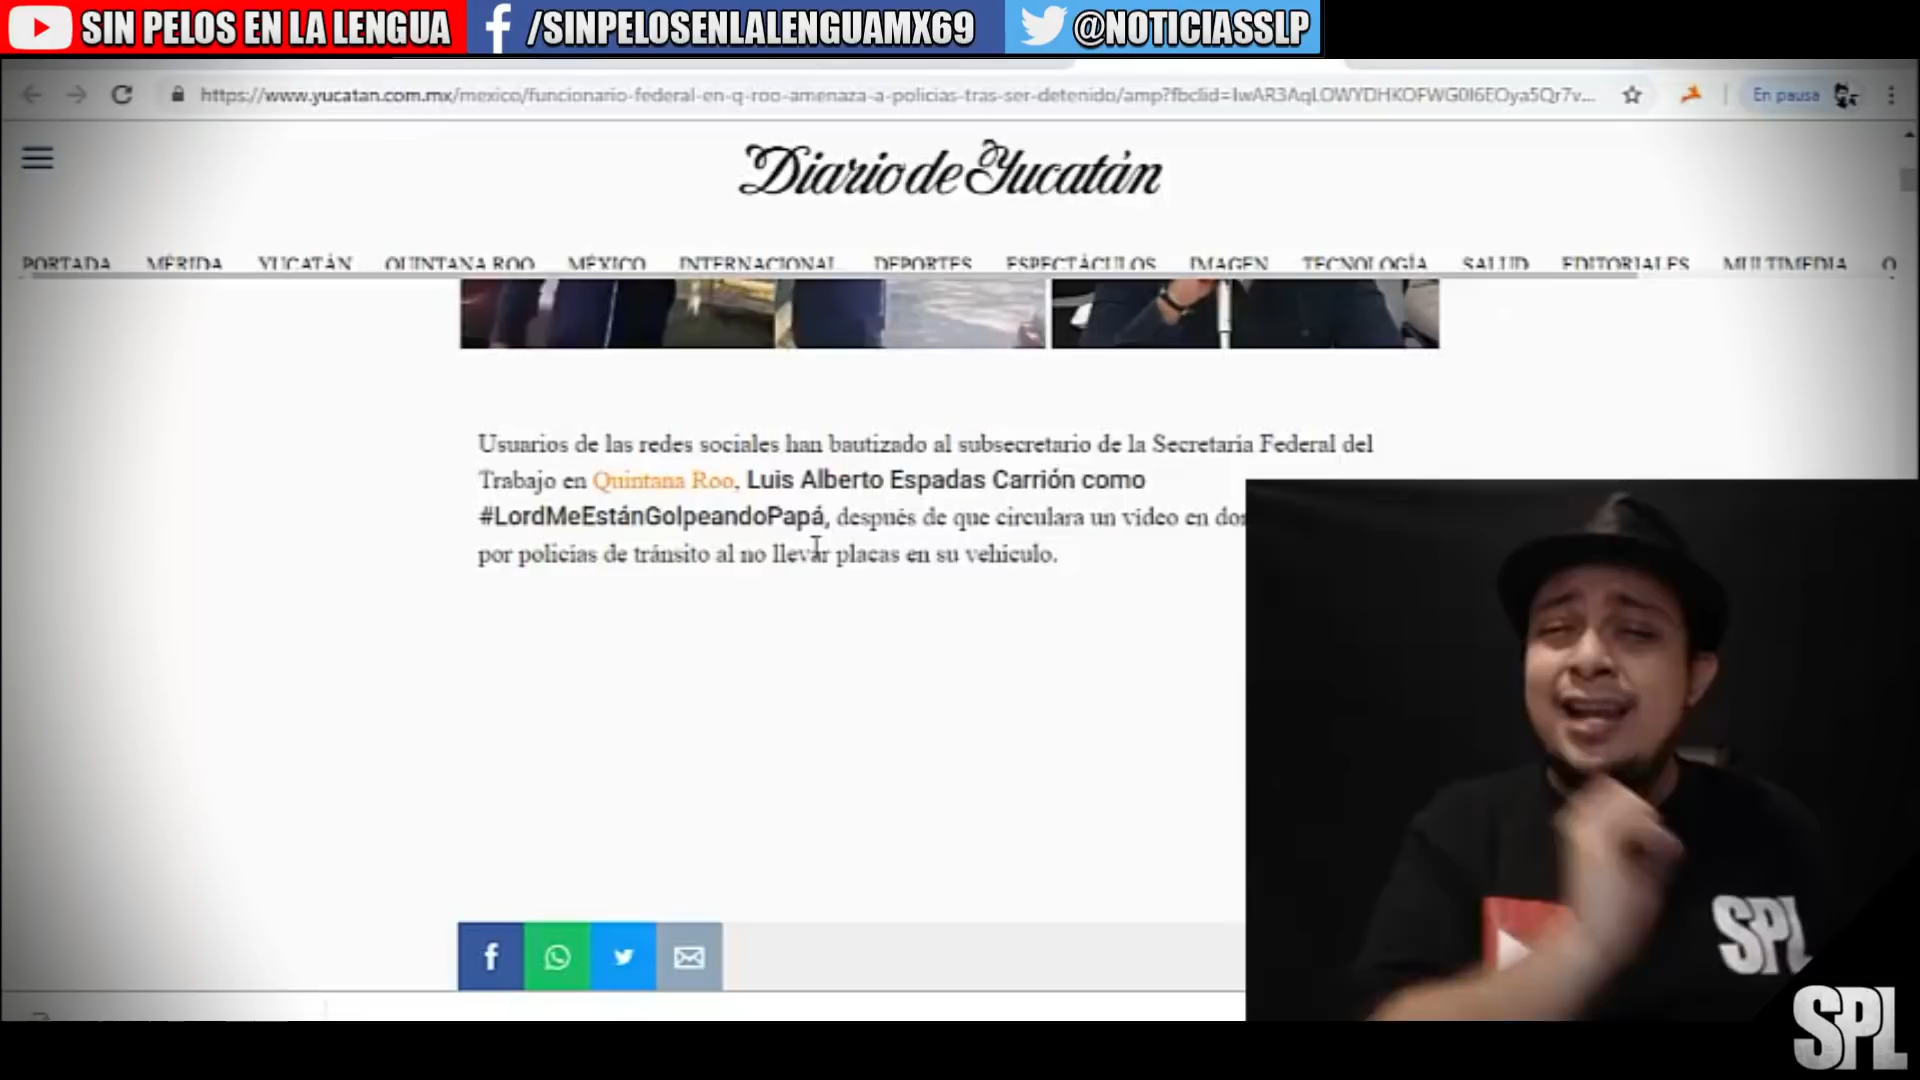 SIN PELOS EN LA LENGUA
/SINPELOSENLALENGUAMX69
@NOTICIASSLP
https://www.yucatan.com.mx/mexico/funcionario-federal-en-q-roo-amenaza-a-policias-tras-ser-detenido/amp?fbclid=
En pausa
Diario de Yucatán
PORTADA MÉRIDA YUCATÁN QUINTANA ROO MÉXICO INTERNACIONAL DEPORTES ESPECTÁCULOS IMAGEN TECNOLOGÍA SALUD EDITORIALES MULTIMEDIA O
Usuarios de las redes sociales han bautizado al subsecretario de la Secretaria Federal del
Trabajo en Quintana Roo, Luis Alberto Espadas Carrión como
#LordMeEstánGolpeandoPapá, después de que circulara un video en
por policias de tránsito al no llevar placas en su vehiculo.
SPL
SPL